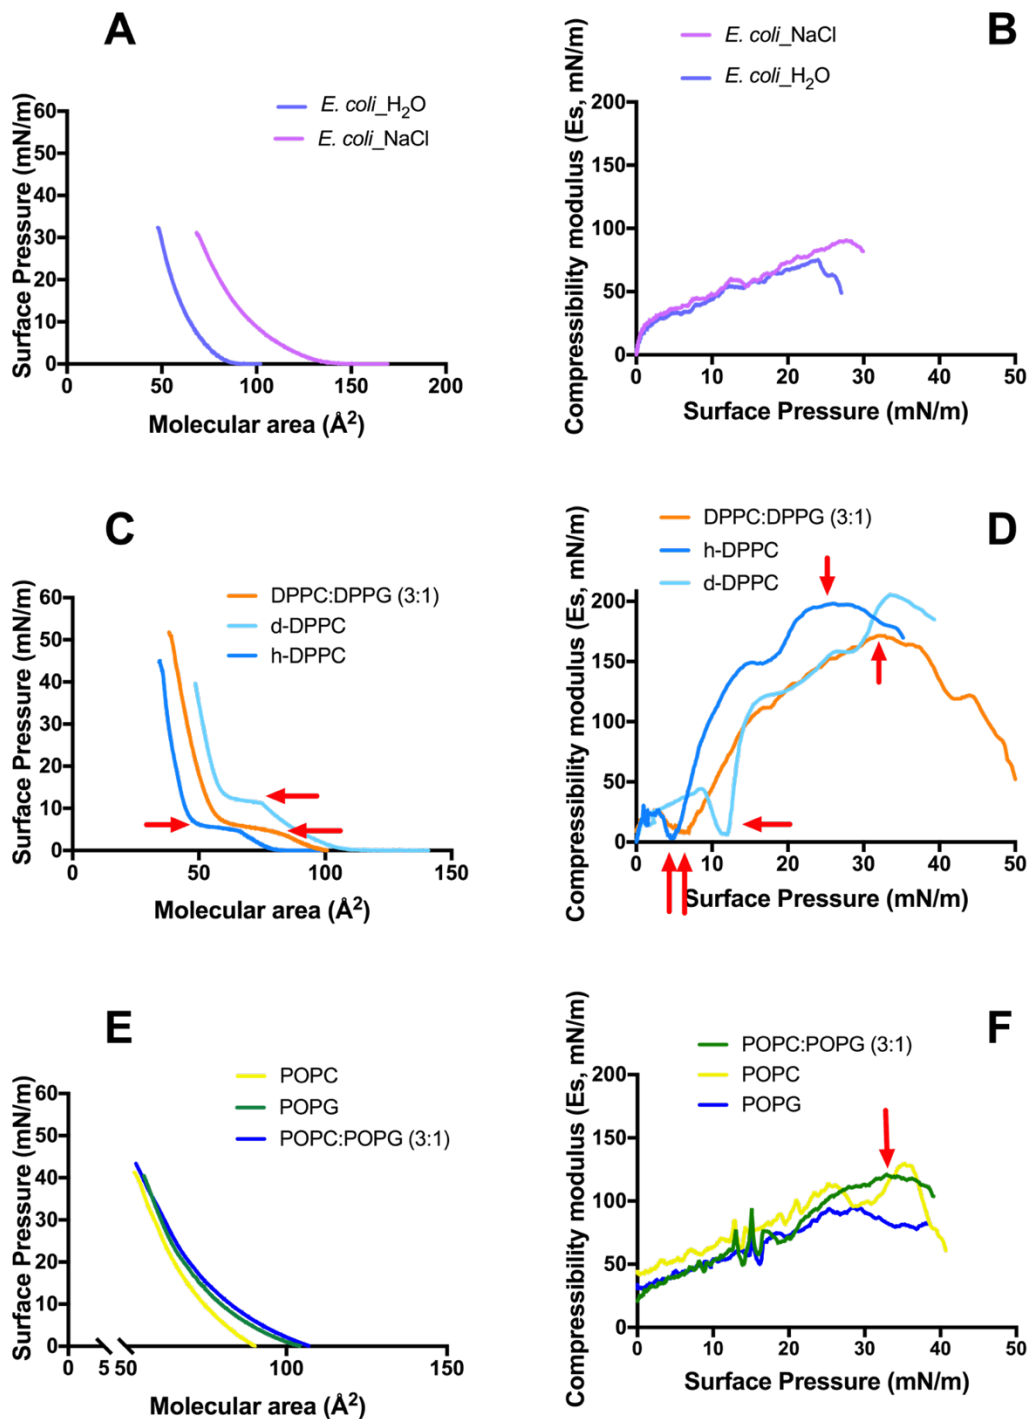 A
E. coli_H₂O
E. coli_NaCl
Surface Pressure (mN/m)
60
50
40
30
20
10
0
0
50
100
150
200
Molecular area (Å²)
B
E. coli_NaCl
E. coli_H₂O
Compressibility modulus (Es, mN/m)
200
150
100
50
0
0
10
20
30
40
50
Surface Pressure (mN/m)
C
DPPC:DPPG (3:1)
d-DPPC
h-DPPC
Surface Pressure (mN/m)
60
50
40
30
20
10
0
0
50
100
150
Molecular area (Å²)
D
DPPC:DPPG (3:1)
h-DPPC
d-DPPC
Compressibility modulus (Es, mN/m)
200
150
100
50
0
0
10
20
30
40
50
Surface Pressure (mN/m)
E
POPC
POPG
POPC:POPG (3:1)
Surface Pressure (mN/m)
60
50
40
30
20
10
0
0
5
50
100
150
Molecular area (Å²)
F
POPC:POPG (3:1)
POPC
POPG
Compressibility modulus (Es, mN/m)
200
150
100
50
0
0
10
20
30
40
50
Surface Pressure (mN/m)